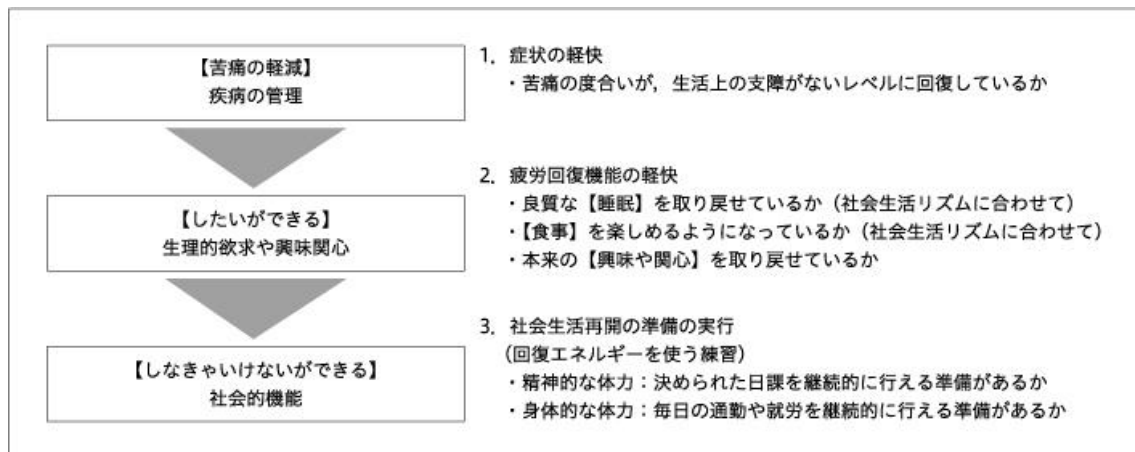 【苦痛の軽減】
疾病の管理
1．症状の軽快
・苦痛の度合いが，生活上の支障がないレベルに回復しているか
【したいができる】
生理的欲求や興味関心
2．疲労回復機能の軽快
・良質な【睡眠】を取り戻せているか（社会生活リズムに合わせて）
・【食事】を楽しめるようになっているか（社会生活リズムに合わせて）
・本来の【興味や関心】を取り戻せているか
【しなきゃいけないができる】
社会的機能
3．社会生活再開の準備の実行
（回復エネルギーを使う練習）
・精神的な体力：決められた日課を継続的に行える準備があるか
・身体的な体力：毎日の通勤や就労を継続的に行える準備があるか